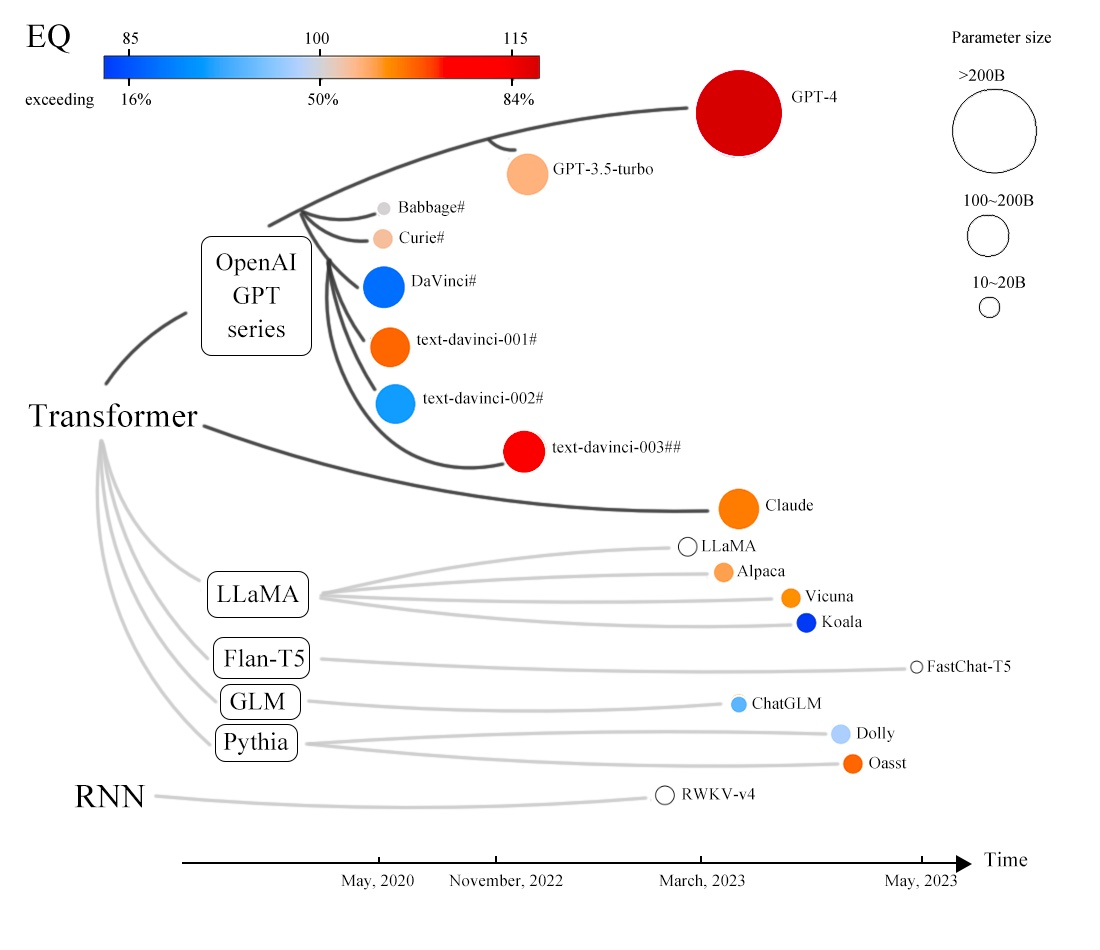 EQ
85 100 115
exceeding 16% 50% 84%
Parameter size
>200B
100~200B
10~20B
GPT-4
GPT-3.5-turbo
Babbage#
Curie#
DaVinci#
text-davinci-001#
text-davinci-002#
text-davinci-003##
OpenAI
GPT
series
Transformer
Claude
LLaMA
LLaMA
Alpaca
Vicuna
Koala
Flan-T5
FastChat-T5
GLM
ChatGLM
Pythia
Dolly
Oasst
RNN
RWKV-v4
Time
May, 2020 November, 2022 March, 2023 May, 2023